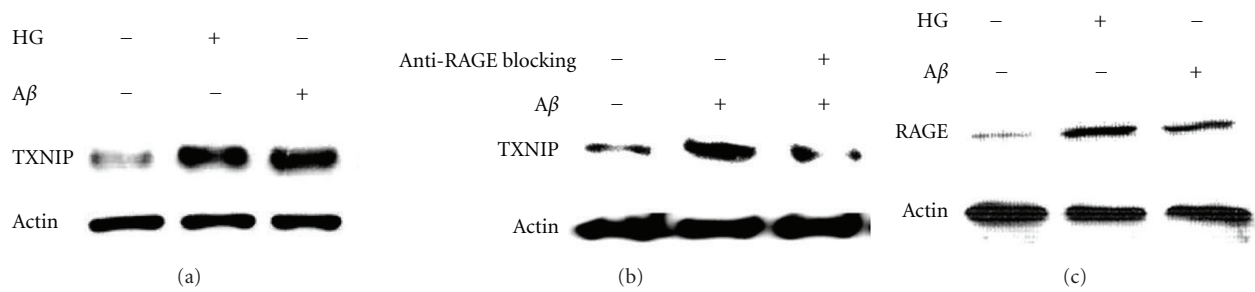 HG − + −
Aβ − − +
TXNIP
Actin
(a)
Anti-RAGE blocking − − +
Aβ − + +
TXNIP
Actin
(b)
HG − + −
Aβ − − +
RAGE
Actin
(c)